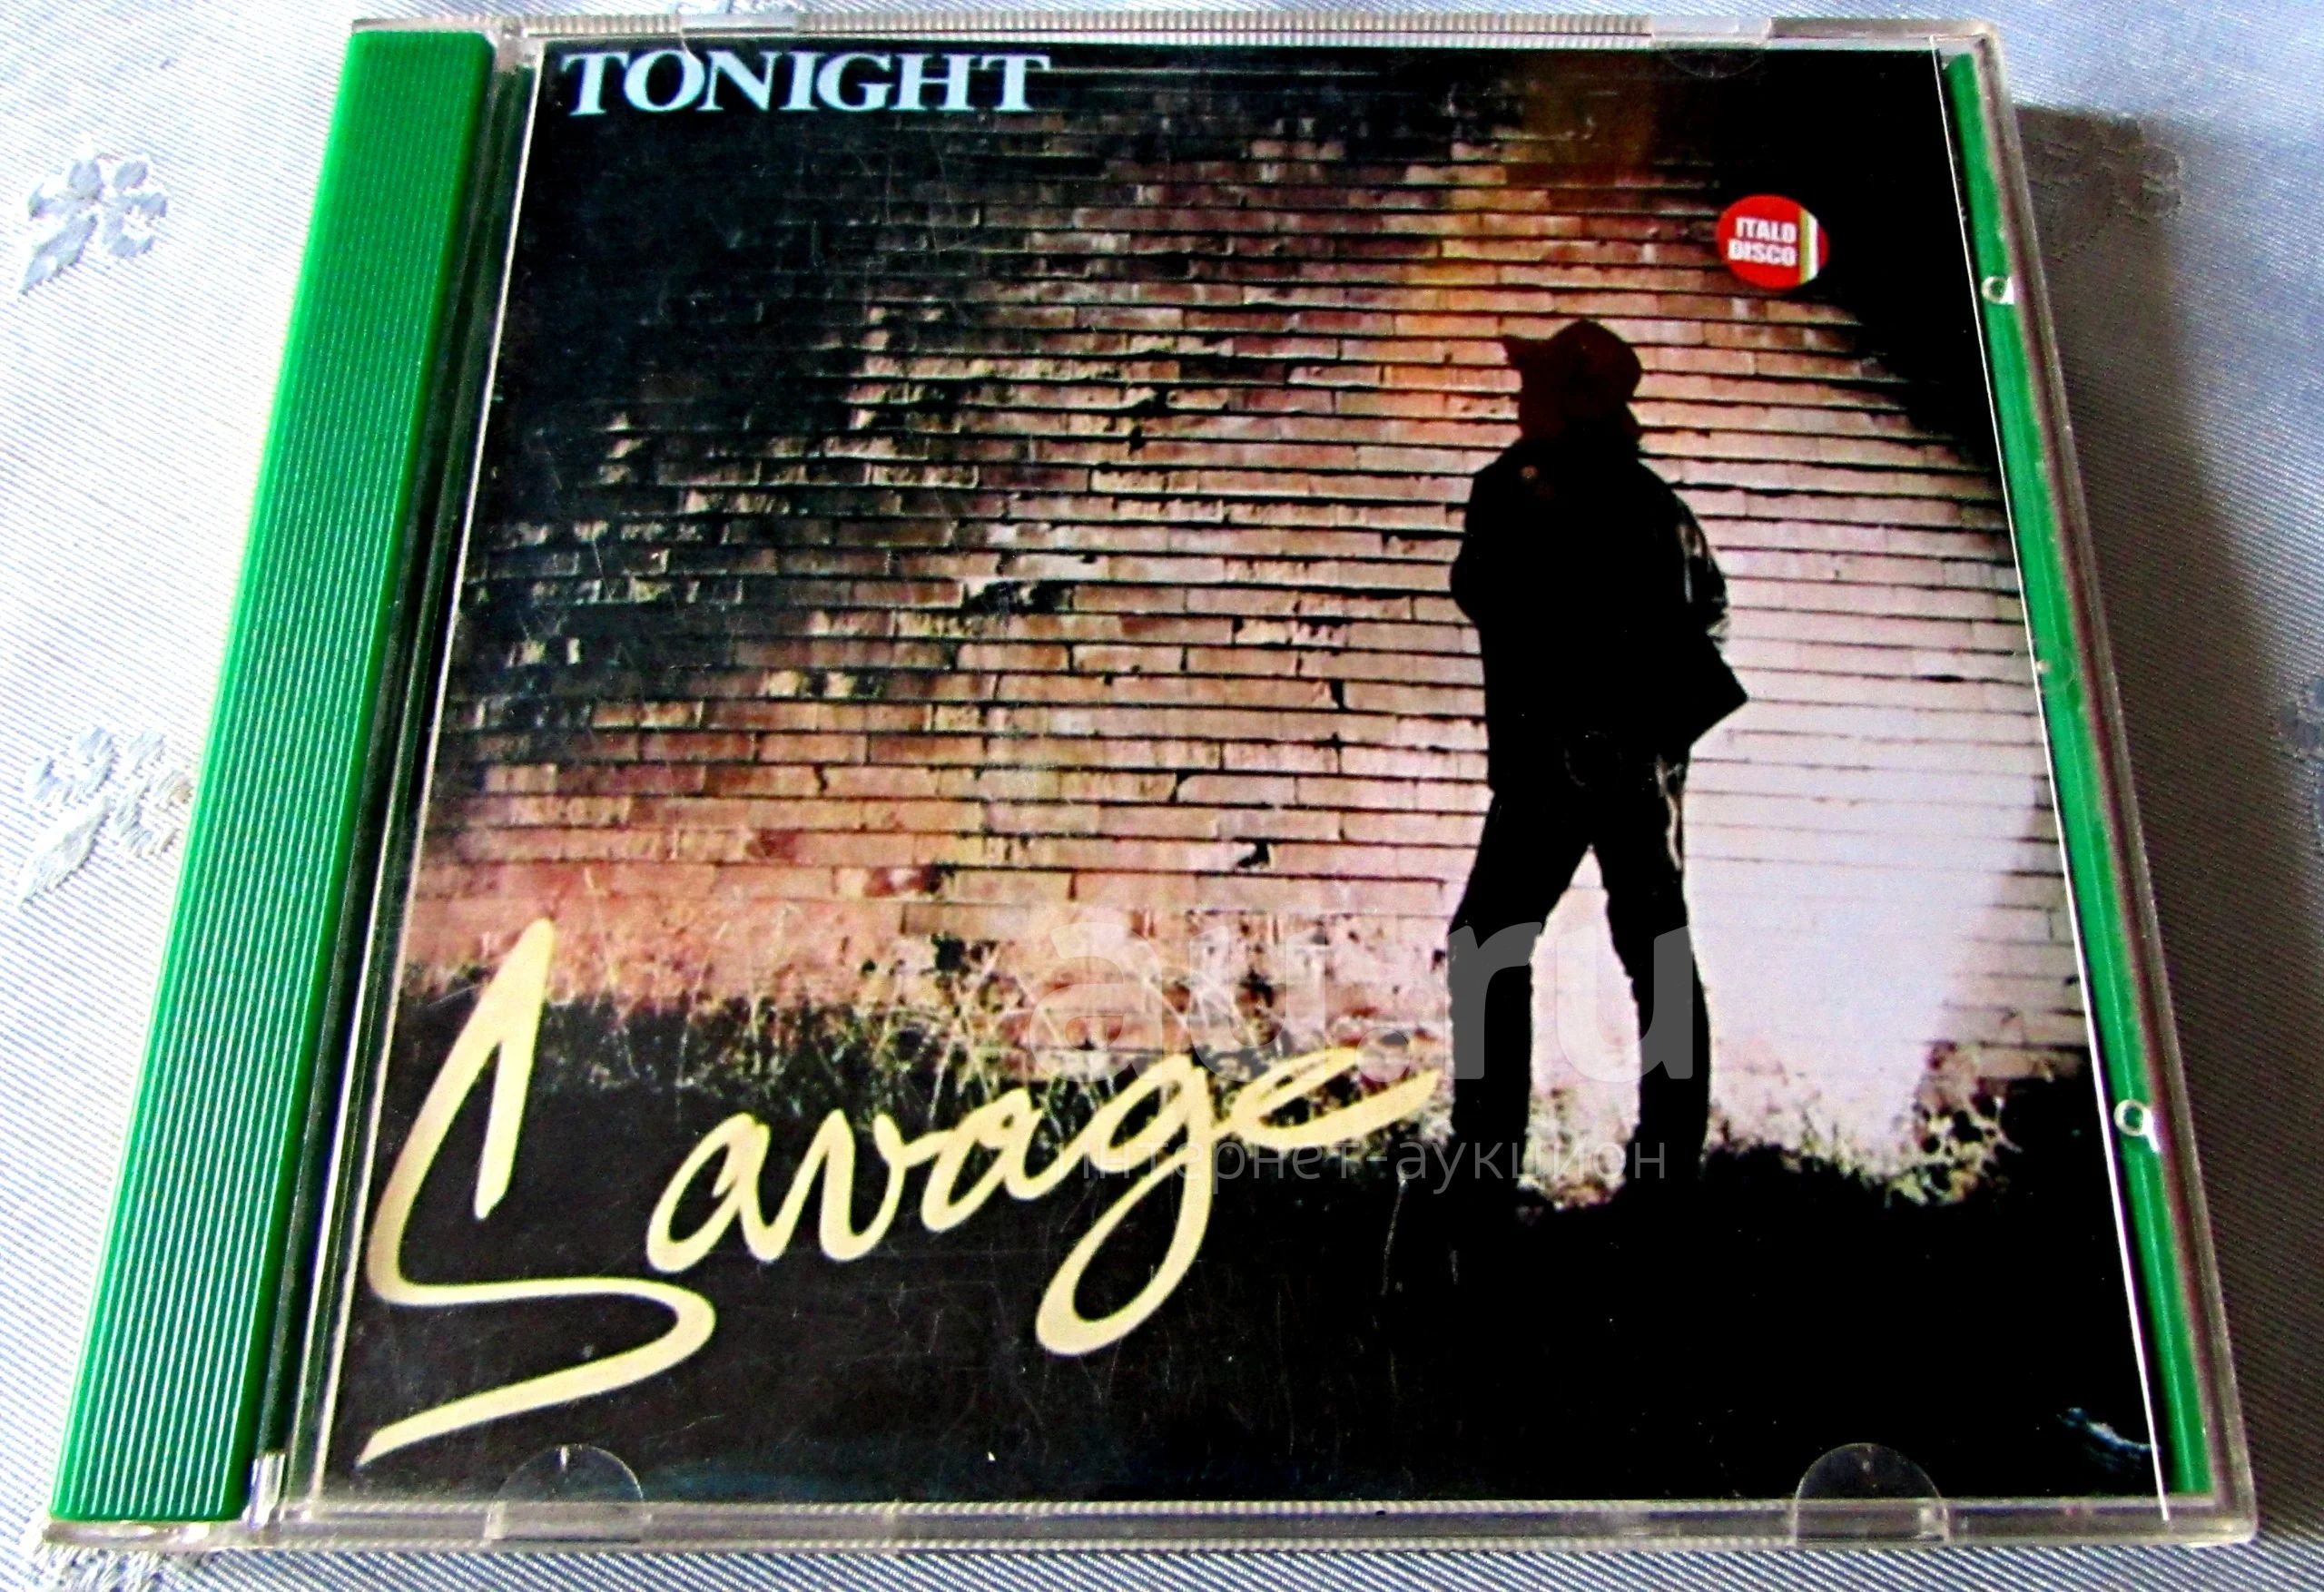 TONIGHT
ITALO
DISCO
au.ru
интернет-аукцион
Savage